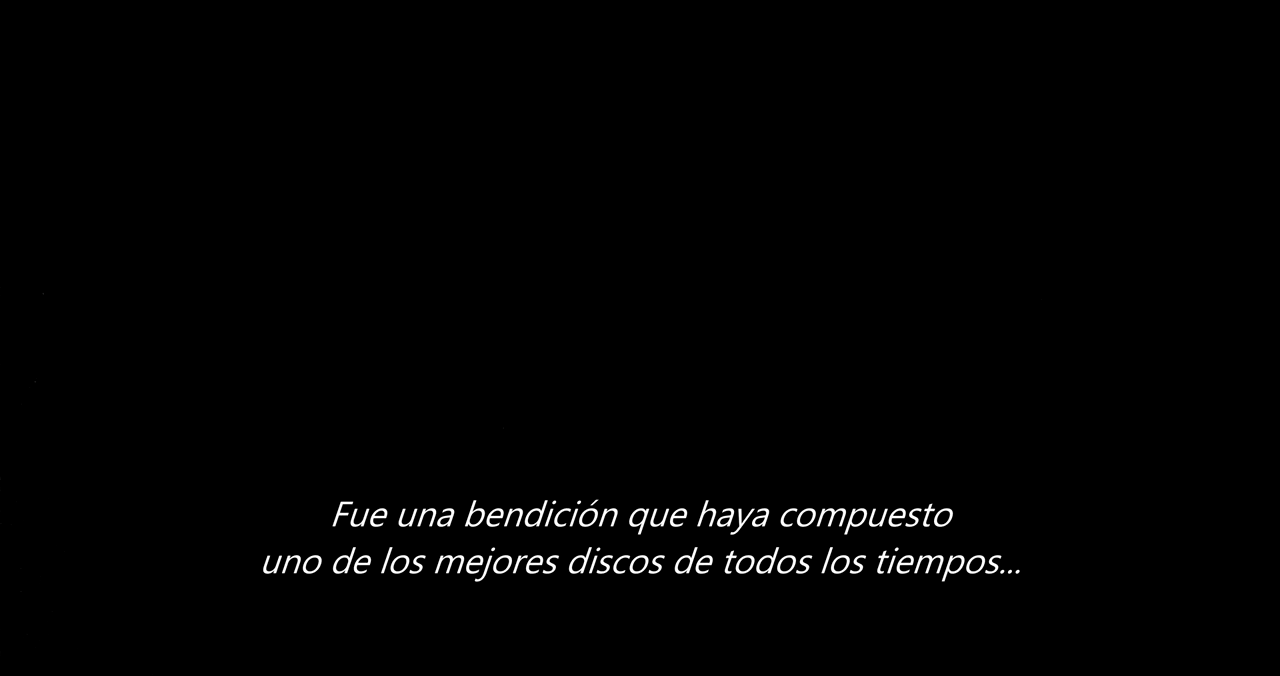 Fue una bendición que haya compuesto
uno de los mejores discos de todos los tiempos...